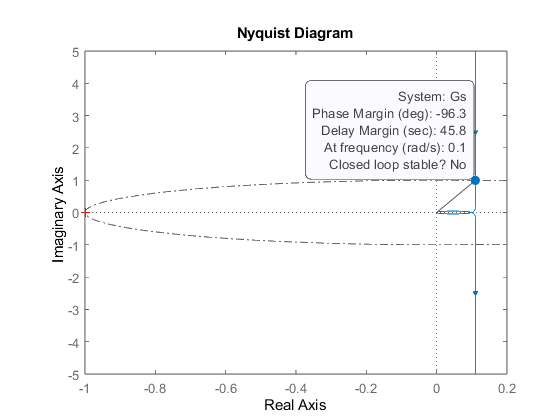 Nyquist Diagram
5
4
3
2
1
0
-1
-2
-3
-4
-5
Imaginary Axis
System: Gs
Phase Margin (deg): -96.3
Delay Margin (sec): 45.8
At frequency (rad/s): 0.1
Closed loop stable? No
-1 -0.8 -0.6 -0.4 -0.2 0 0.2
Real Axis